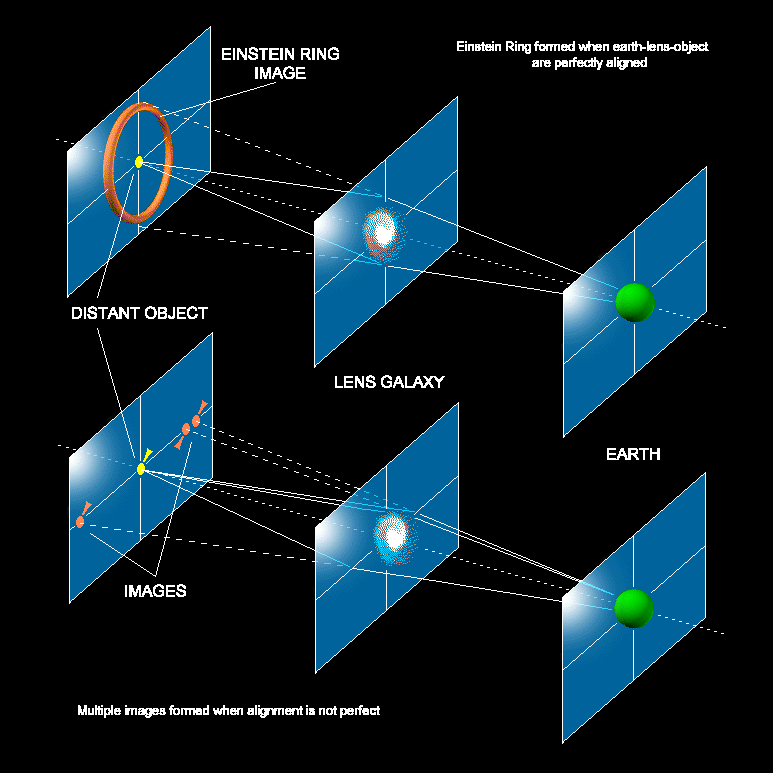 EINSTEIN RING
IMAGE
Einstein Ring formed when earth-lens-object
are perfectly aligned
DISTANT OBJECT
LENS GALAXY
EARTH
IMAGES
Multiple images formed when alignment is not perfect